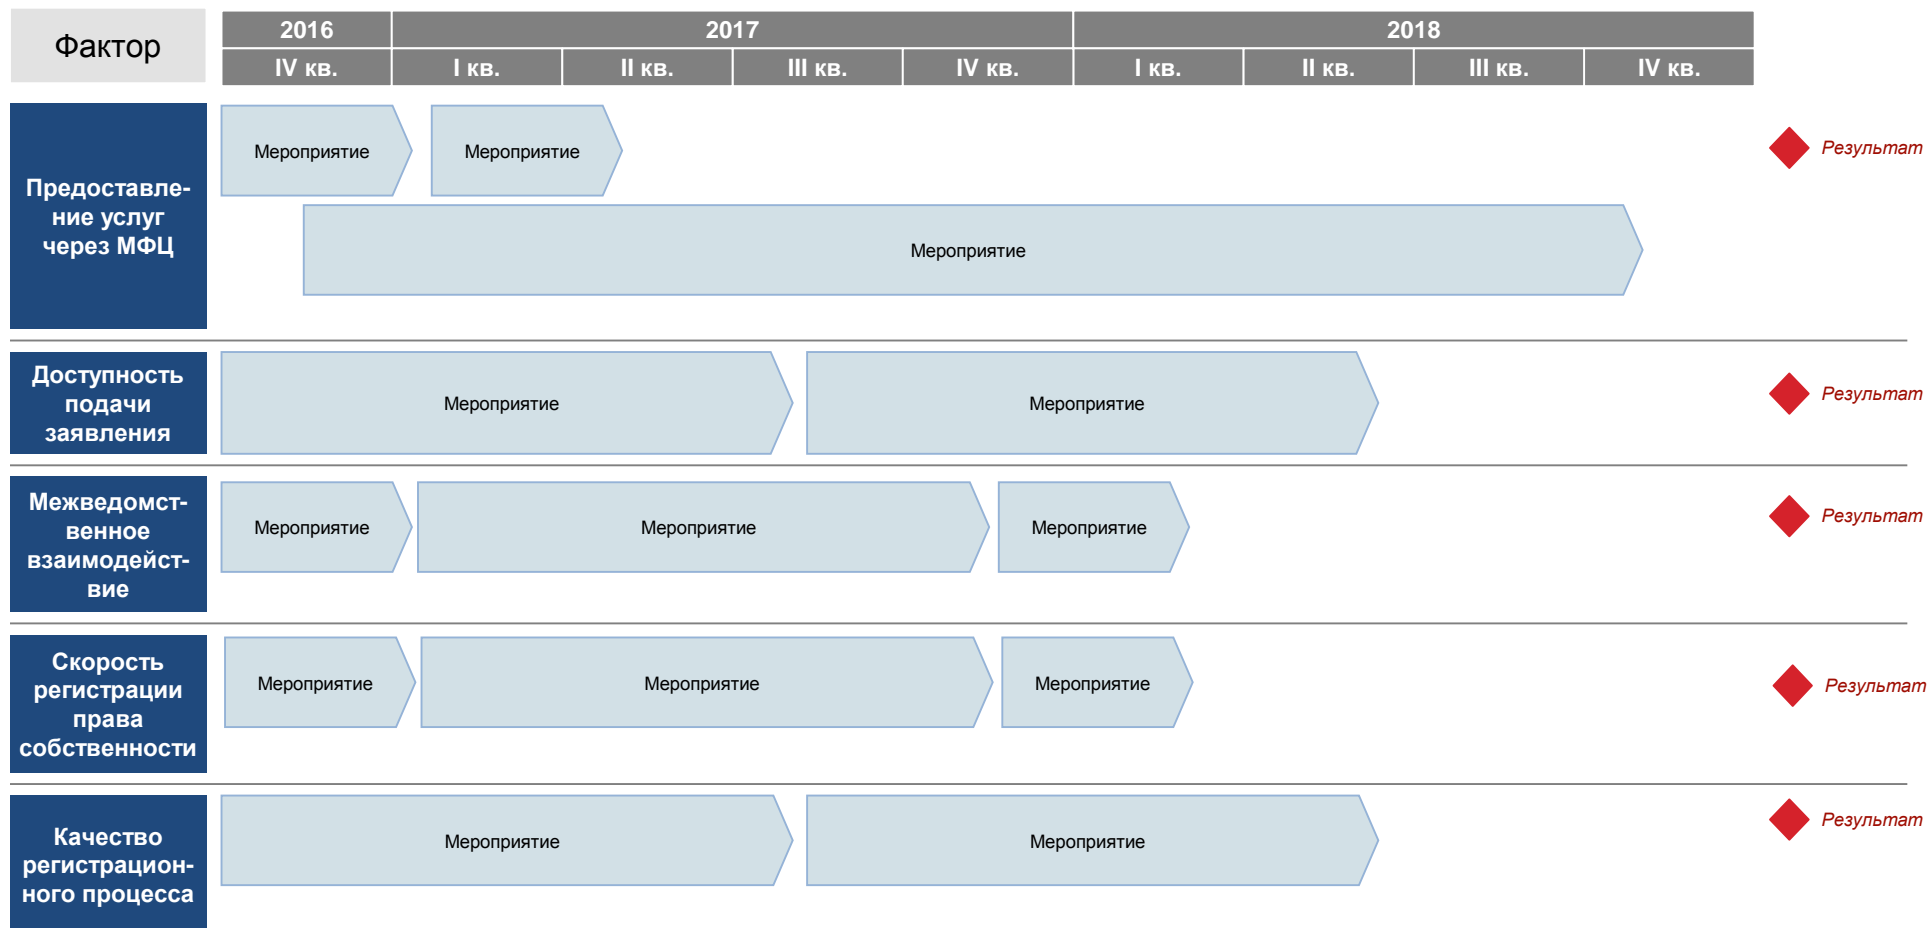 Фактор
2016
2017
2018
IV кв.
I кв.
II кв.
III кв.
IV кв.
I кв.
II кв.
III кв.
IV кв.
Предоставле-
ние услуг
через МФЦ
Мероприятие
Мероприятие
Мероприятие
Результат
Доступность
подачи
заявления
Мероприятие
Мероприятие
Результат
Межведомст-
венное
взаимодейст-
вие
Мероприятие
Мероприятие
Мероприятие
Результат
Скорость
регистрации
права
собственности
Мероприятие
Мероприятие
Мероприятие
Результат
Качество
регистрацион-
ного процесса
Мероприятие
Мероприятие
Результат